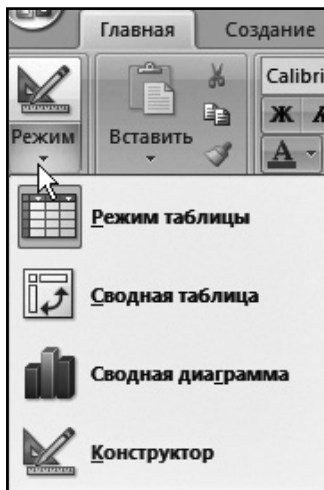 Главная Создание
Calibri
Режим Вставить Ж
А
Режим таблицы
Сводная таблица
Сводная диаграмма
Конструктор